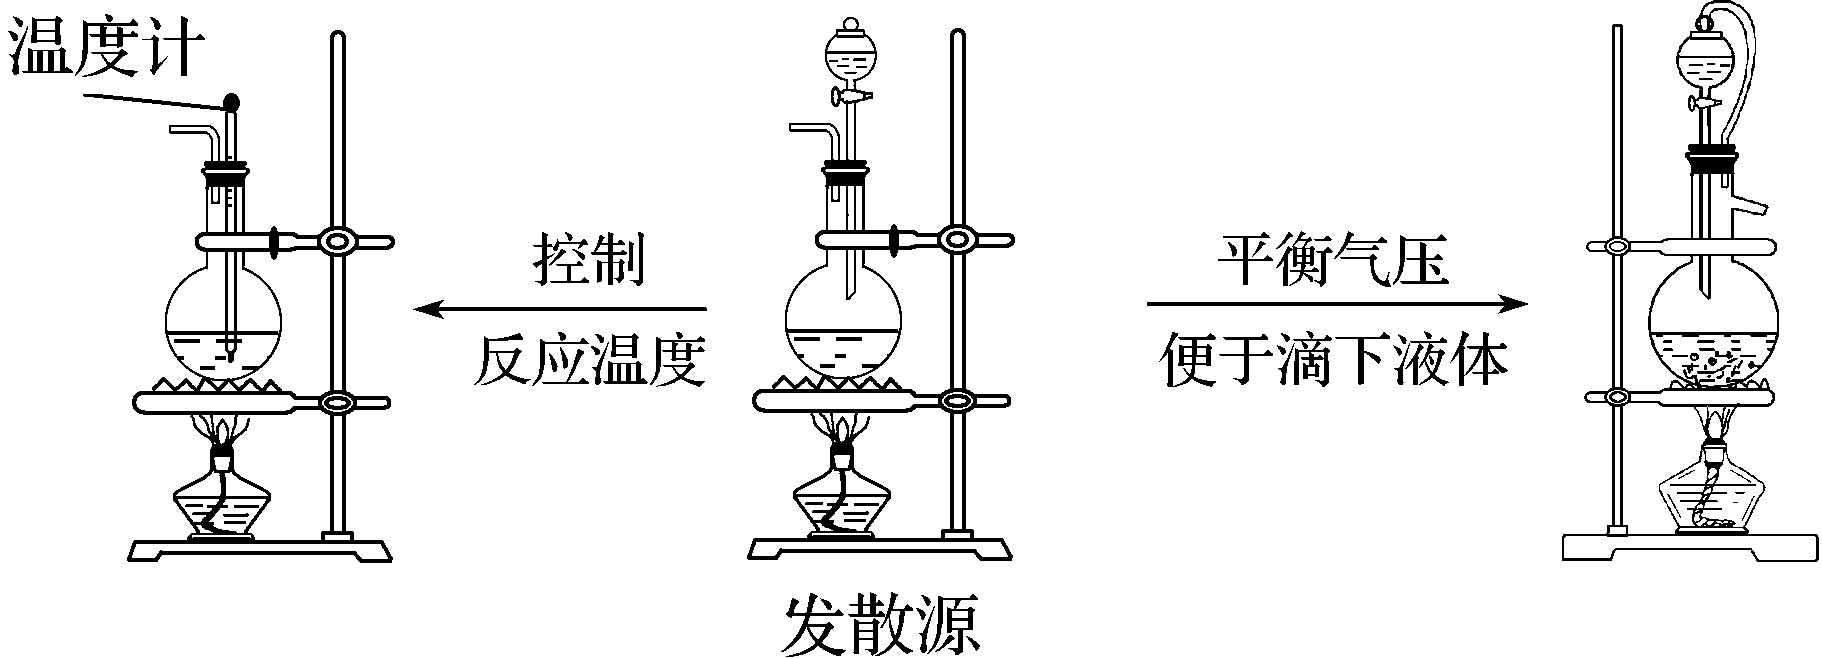 温度计
控制
反应温度
平衡气压
便于滴下液体
发散源